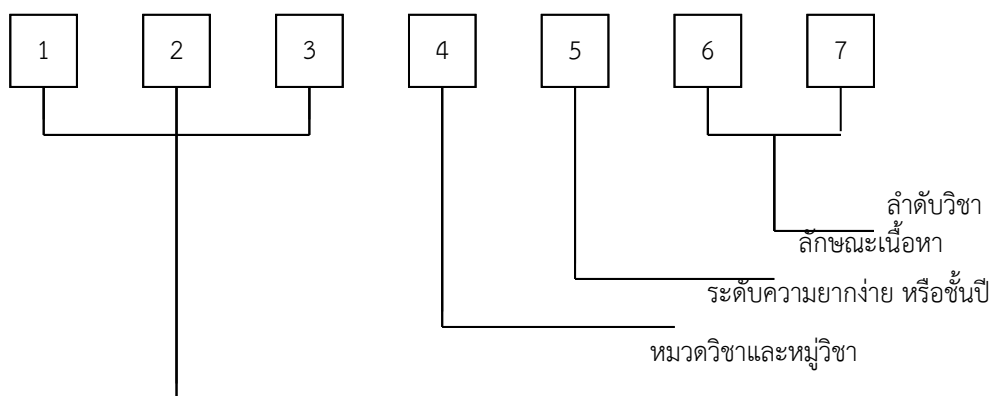 1 2 3 4 5 6 7
ลำดับวิชา
ลักษณะเนื้อหา
ระดับความยากง่าย หรือชั้นปี
หมวดวิชาและหมู่วิชา